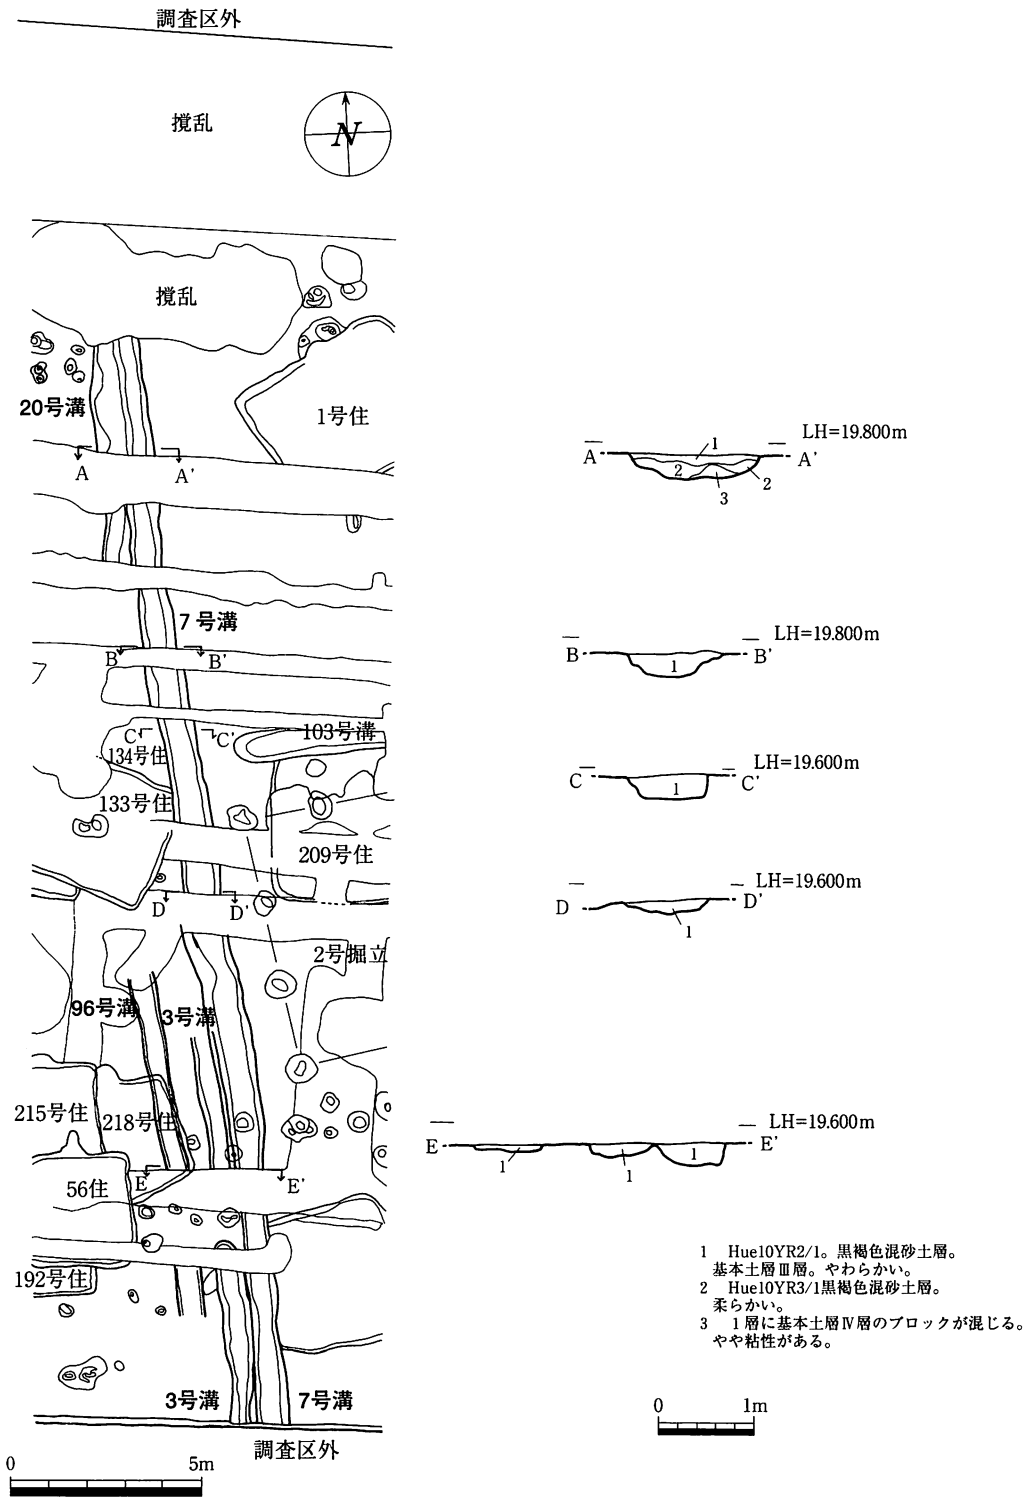 調査区外
撹乱
N
撹乱
20号溝
1号住
A
A'
7号溝
B
B'
C
C'
103号溝
134号住
133号住
209号住
D
D'
2号掘立
96号溝
3号溝
215号住
218号住
E
E'
56住
192号住
3号溝
7号溝
調査区外
0 5m
LH=19.800m
A
A'
1
2
2
3
LH=19.800m
B
B'
1
LH=19.600m
C
C'
1
LH=19.600m
D
D'
1
LH=19.600m
E
E'
1
1
1
1 Hue10YR2/1。黒褐色混砂土層。
基本土層Ⅲ層。やわらかい。
2 Hue10YR3/1黒褐色混砂土層。
柔らかい。
3 1層に基本土層Ⅳ層のブロックが混じる。
やや粘性がある。
0 1m